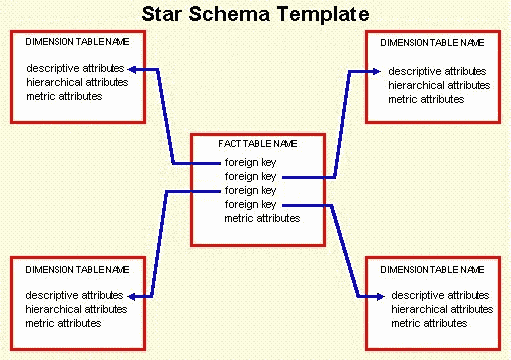 Star Schema Template
DIMENSION TABLE NAME
descriptive attributes
hierarchical attributes
metric attributes
DIMENSION TABLE NAME
descriptive attributes
hierarchical attributes
metric attributes
FACT TABLE NAME
foreign key
foreign key
foreign key
foreign key
metric attributes
DIMENSION TABLE NAME
descriptive attributes
hierarchical attributes
metric attributes
DIMENSION TABLE NAME
descriptive attributes
hierarchical attributes
metric attributes